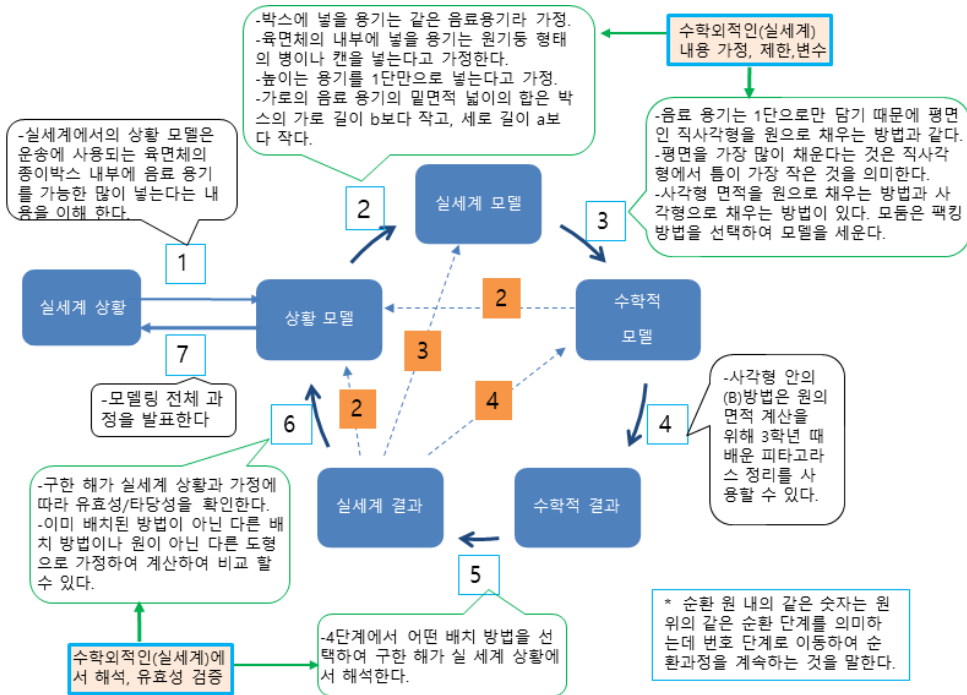 -박스에 넣을 용기는 같은 음료용기라 가정.
-육면체의 내부에 넣을 용기는 원기둥 형태
의 병이나 캔을 넣는다고 가정한다.
-높이는 용기를 1단만으로 넣는다고 가정.
-가로의 음료 용기의 밑면적 넓이의 합은 박
스의 가로 길이 b보다 작고, 세로 길이 a보
다 작다.
수학외적인(실세계)
내용 가정, 제한,변수
-실세계에서의 상황 모델은
운송에 사용되는 육면체의
종이박스 내부에 음료 용기
를 가능한 많이 넣는다는 내
용을 이해 한다.
-음료 용기는 1단으로만 담기 때문에 평면
인 직사각형을 원으로 채우는 방법과 같다.
-평면을 가장 많이 채운다는 것은 직사각
형에서 틈이 가장 작은 것을 의미한다.
-사각형 면적을 원으로 채우는 방법과 사
각형으로 채우는 방법이 있다. 모둠은 팩킹
방법을 선택하여 모델을 세운다.
2
실세계 모델
3
1
실세계 상황
상황 모델
2
수학적
모델
3
7
-모델링 전체 과
정을 발표한다
2
4
6
4
-사각형 안의
(B)방법은 원의
면적 계산을
위해 3학년 때
배운 피타고라
스 정리를 사
용할 수 있다.
실세계 결과
수학적 결과
-구한 해가 실세계 상황과 가정에
따라 유효성/타당성을 확인한다.
-이미 배치된 방법이 아닌 다른 배
치 방법이나 원이 아닌 다른 도형
으로 가정하여 계산하여 비교 할
수 있다.
5
* 순환 원 내의 같은 숫자는 원
위의 같은 순환 단계를 의미하
는데 번호 단계로 이동하여 순
환과정을 계속하는 것을 말한다.
-4단계에서 어떤 배치 방법을 선
택하여 구한 해가 실 세계 상황에
서 해석한다.
수학외적인(실세계)에
서 해석, 유효성 검증